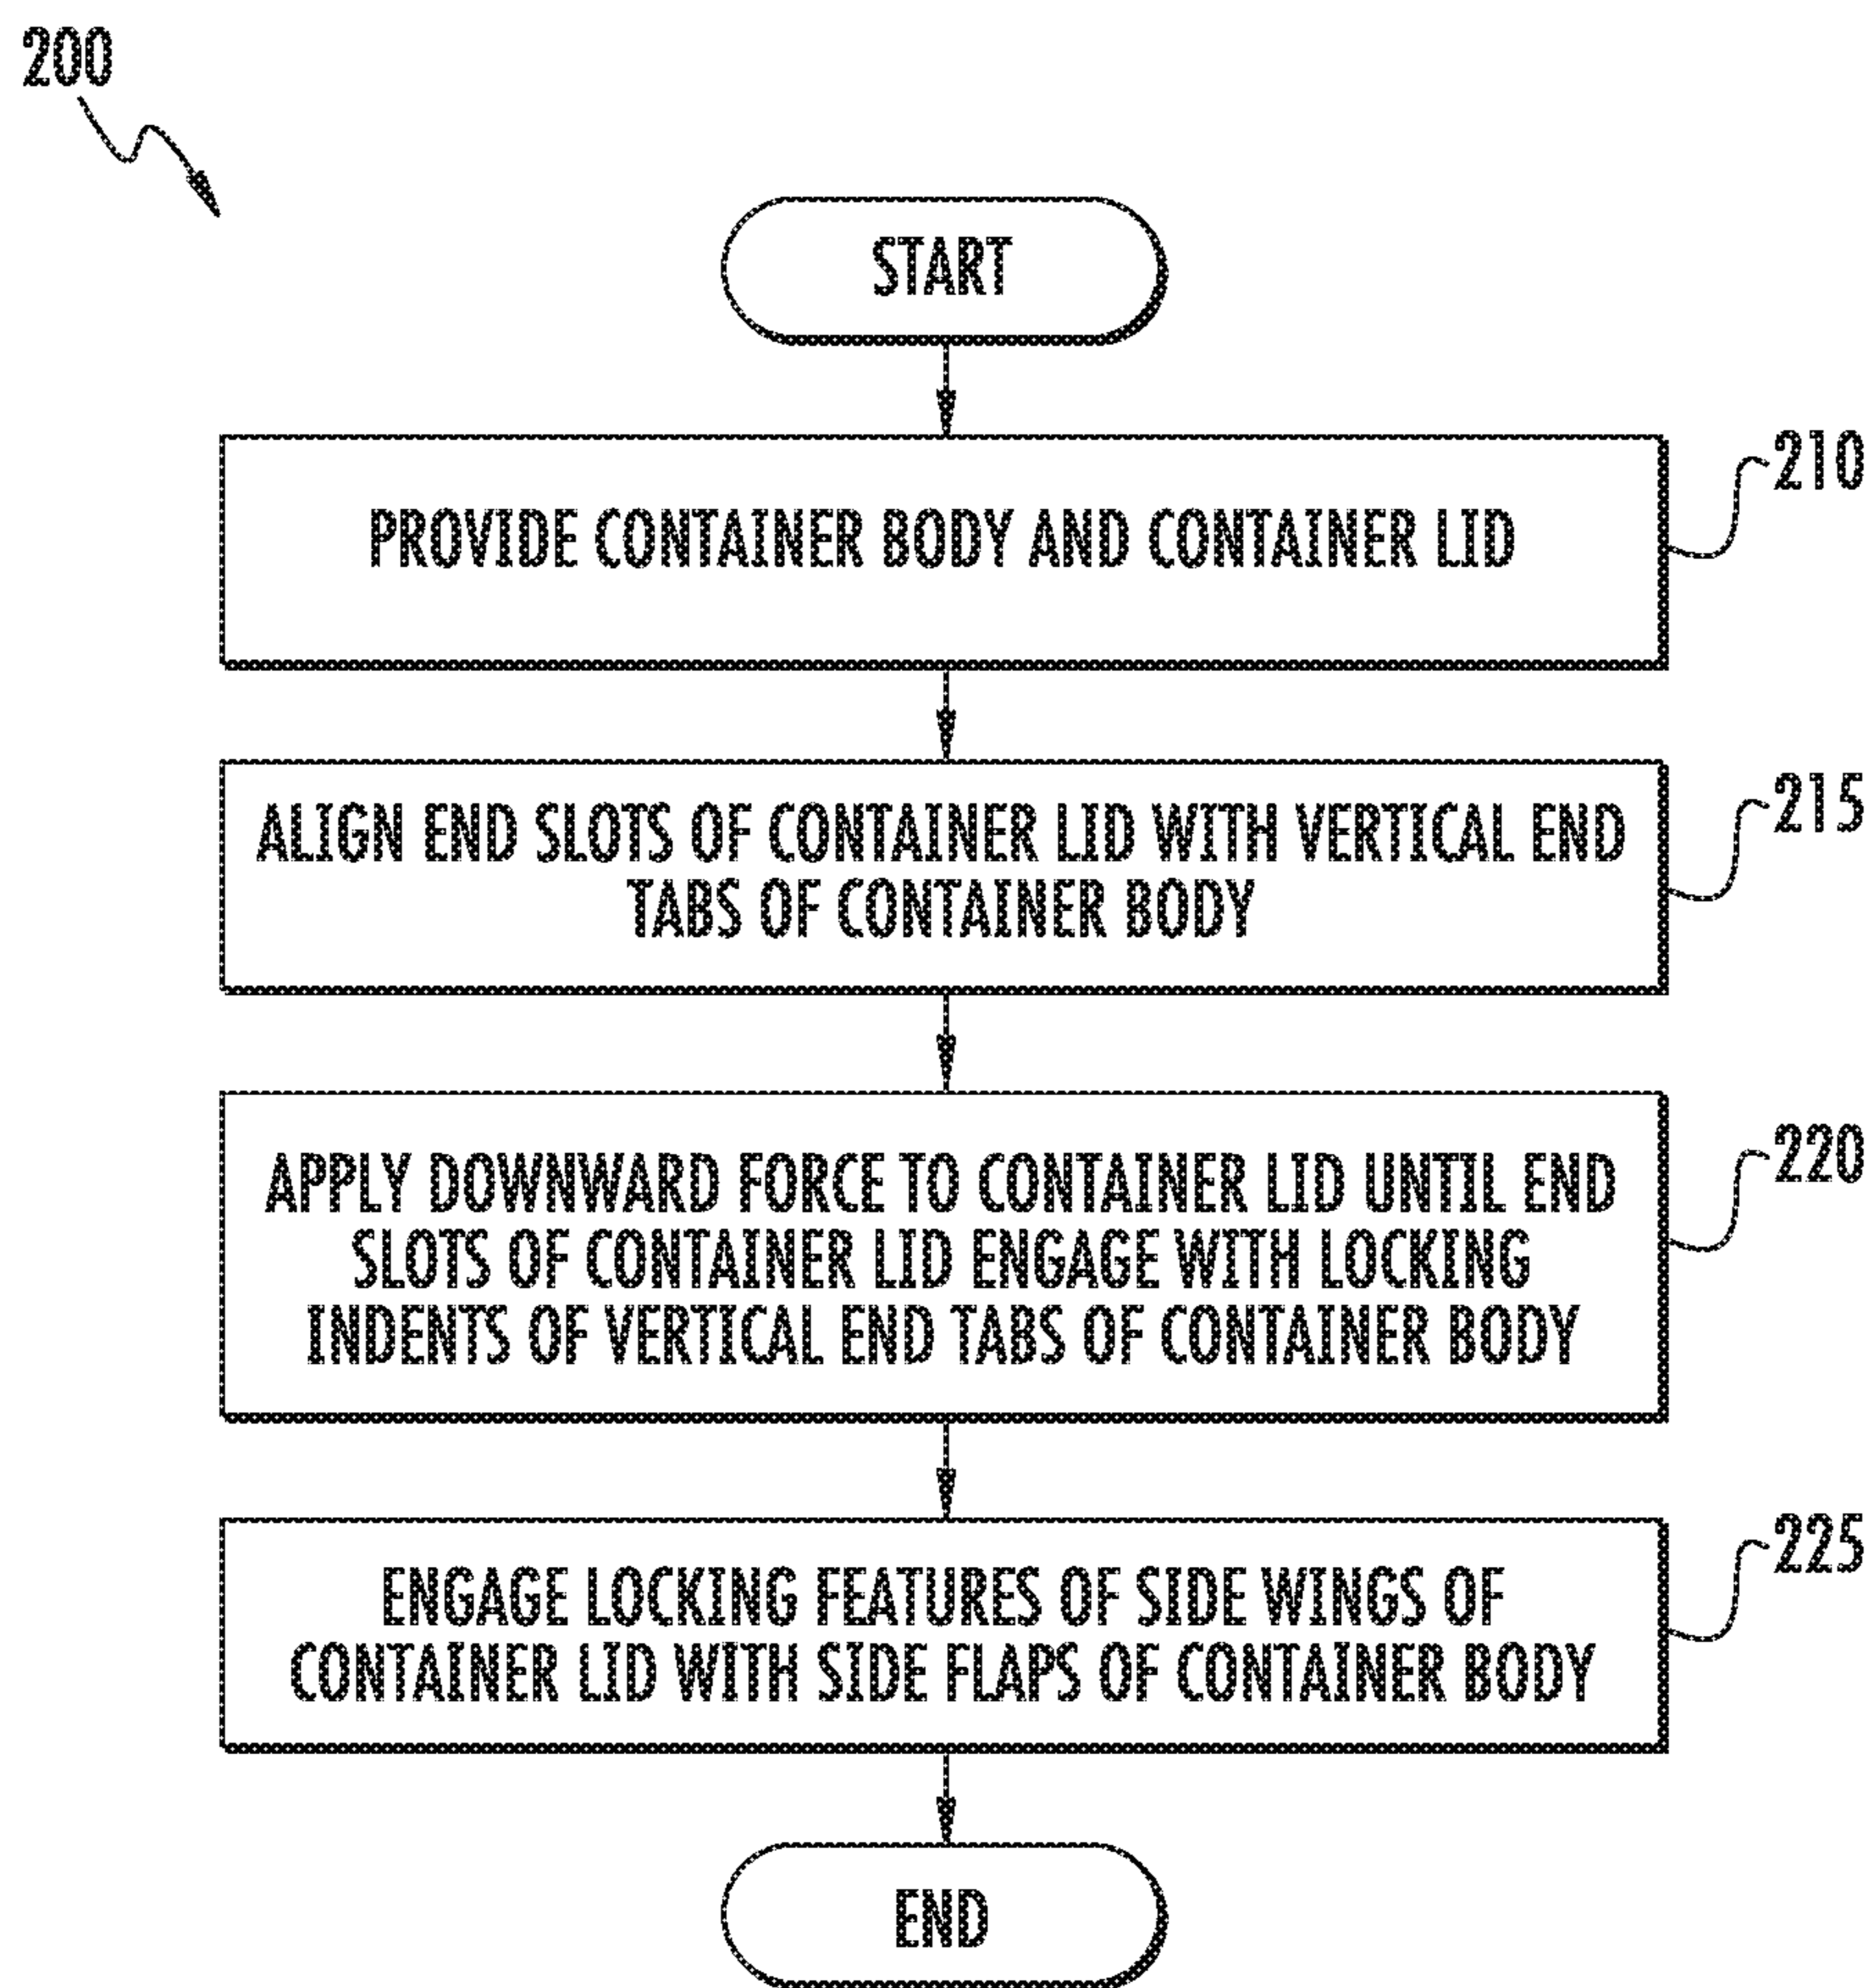 200
START
PROVIDE CONTAINER BODY AND CONTAINER LID
210
ALIGN END SLOTS OF CONTAINER LID WITH VERTICAL END
TABS OF CONTAINER BODY
215
APPLY DOWNWARD FORCE TO CONTAINER LID UNTIL END
SLOTS OF CONTAINER LID ENGAGE WITH LOCKING
INDENTS OF VERTICAL END TABS OF CONTAINER BODY
220
ENGAGE LOCKING FEATURES OF SIDE WINGS OF
CONTAINER LID WITH SIDE FLAPS OF CONTAINER BODY
225
END